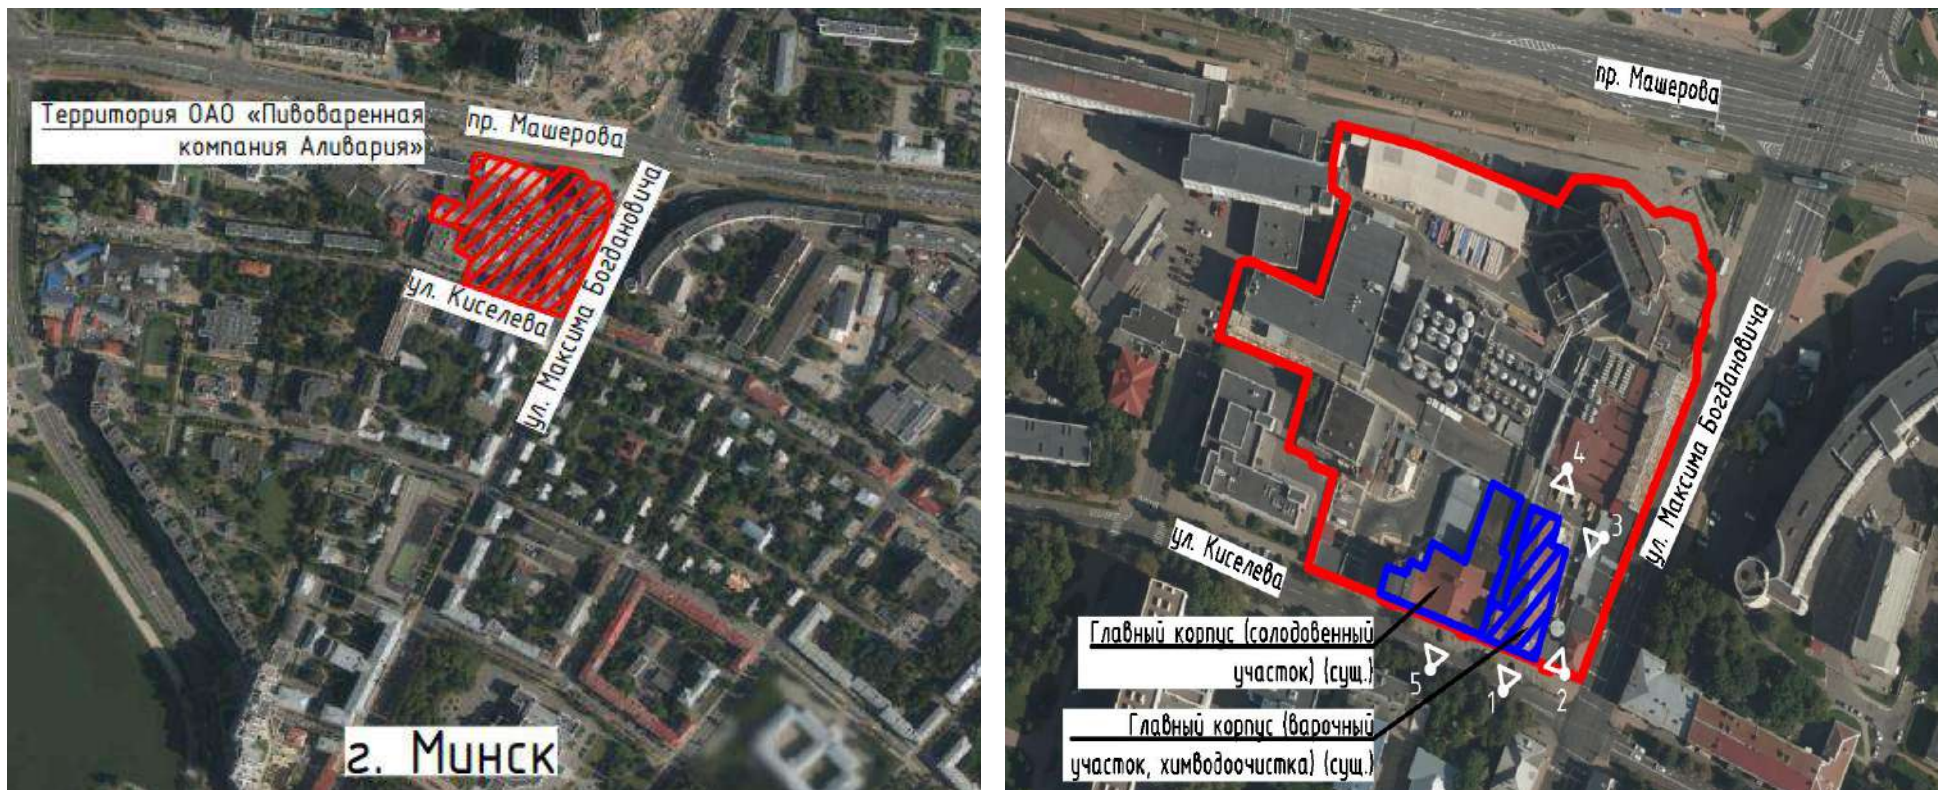 Территория ОАО «Пивоваренная
компания Аливария»
пр. Машерова
ул. Максима Богдановича
ул. Киселева
г. Минск
пр. Машерова
ул. Максима Богдановича
ул. Киселева
4
3
Главный корпус (солодовенный
участок) (сущ.)
5
1
2
Главный корпус (варочный
участок, химводоочистка) (сущ.)